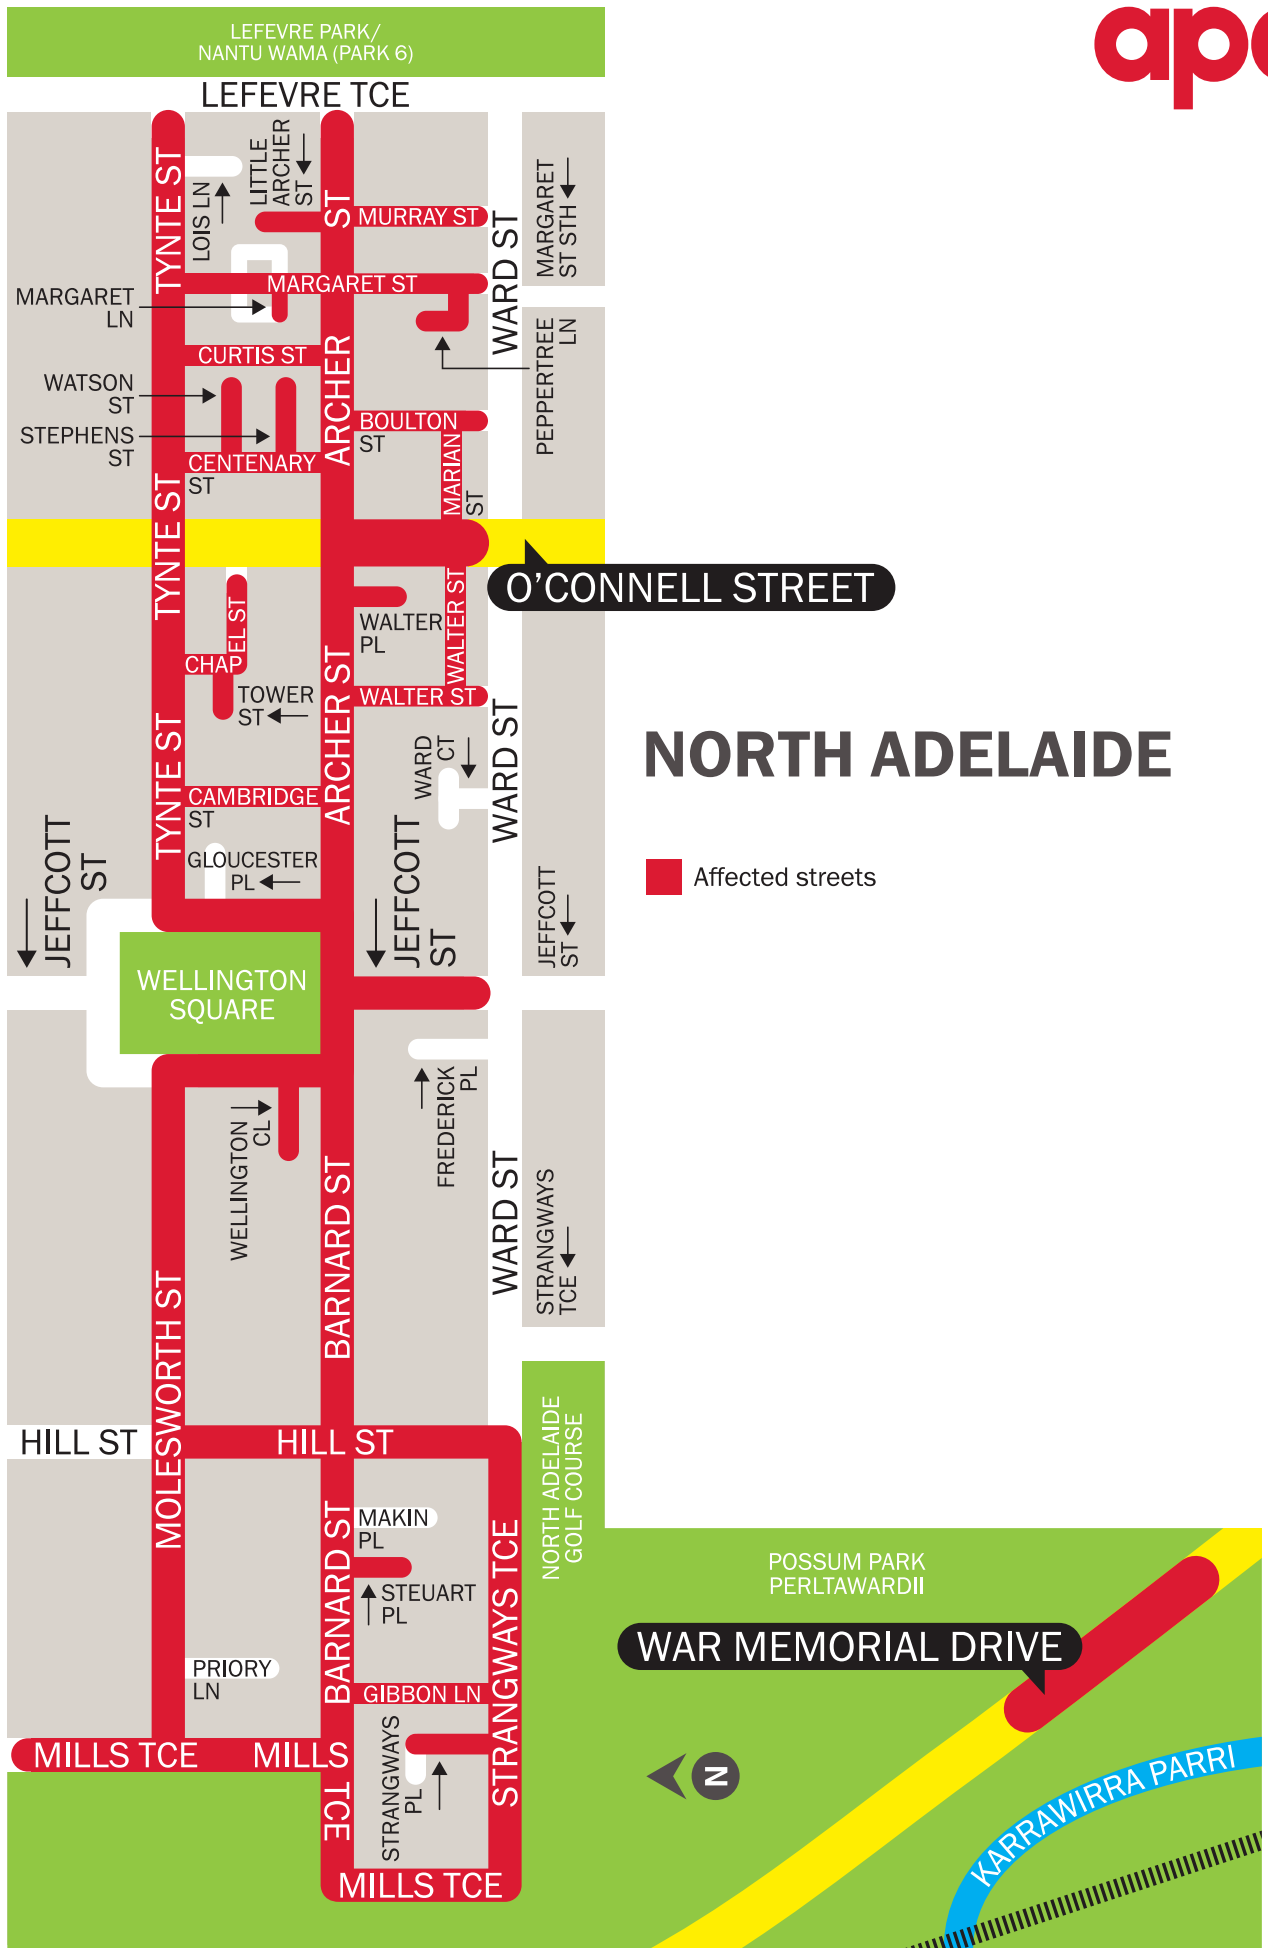 LEFEVRE PARK/
NANTU WAMA (PARK 6)
LEFEVRE TCE
TYNTE ST
LOIS LN
LITTLE
ARCHER
ST
ST
MURRAY ST
WARD ST
MARGARET
ST STH
MARGARET
LN
MARGARET ST
PEPPERTREE
LN
CURTIS ST
ARCHER
WATSON
ST
STEPHENS
ST
BOULTON
ST
MARIAN
ST
CENTENARY
ST
TYNTE ST
O'CONNELL STREET
CHAPEL ST
WALTER
PL
WALTER ST
TOWER
ST
ARCHER ST
WALTER ST
TYNTE ST
WARD
CT
WARD ST
NORTH ADELAIDE
CAMBRIDGE
ST
JEFFCOTT
ST
GLOUCESTER
PL
JEFFCOTT
ST
JEFFCOTT
ST
Affected streets
WELLINGTON
SQUARE
FREDERICK
PL
WELLINGTON
CL
BARNARD ST
WARD ST
STRANGWAYS
TCE
MOLESWORTH ST
HILL ST
HILL ST
NORTH ADELAIDE
GOLF COURSE
MAKIN
PL
BARNARD ST
STEUART
PL
STRANGWAYS TCE
POSSUM PARK
PERLTAWARDII
WAR MEMORIAL DRIVE
PRIORY
LN
GIBBON LN
MILLS TCE
MILLS
TCE
STRANGWAYS
PL
N
KARRAWIRRA PARRI
MILLS TCE